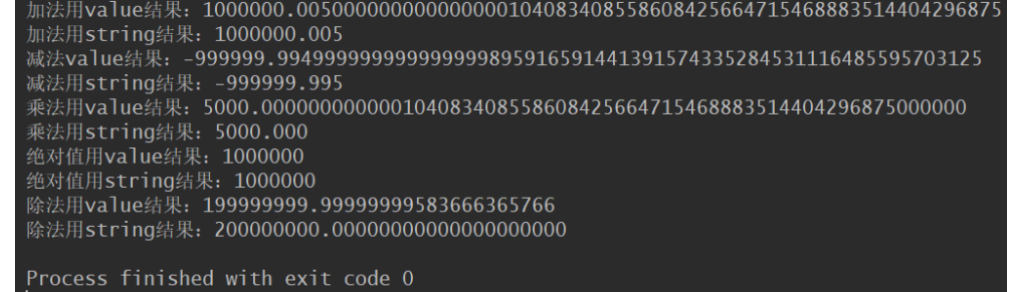 加法用value结果：1000000.005000000000000000104083408558608425664715468883514404296875
加法用string结果：1000000.005
减法value结果：-999999.994999999999999999895916591441391574335284531116485595703125
减法用string结果：-999999.995
乘法用value结果：5000.000000000000104083408558608425664715468883514404296875000000
乘法用string结果：5000.000
绝对值用value结果：1000000
绝对值用string结果：1000000
除法用value结果：199999999.99999999583666365766
除法用string结果：200000000.00000000000000000000
Process finished with exit code 0